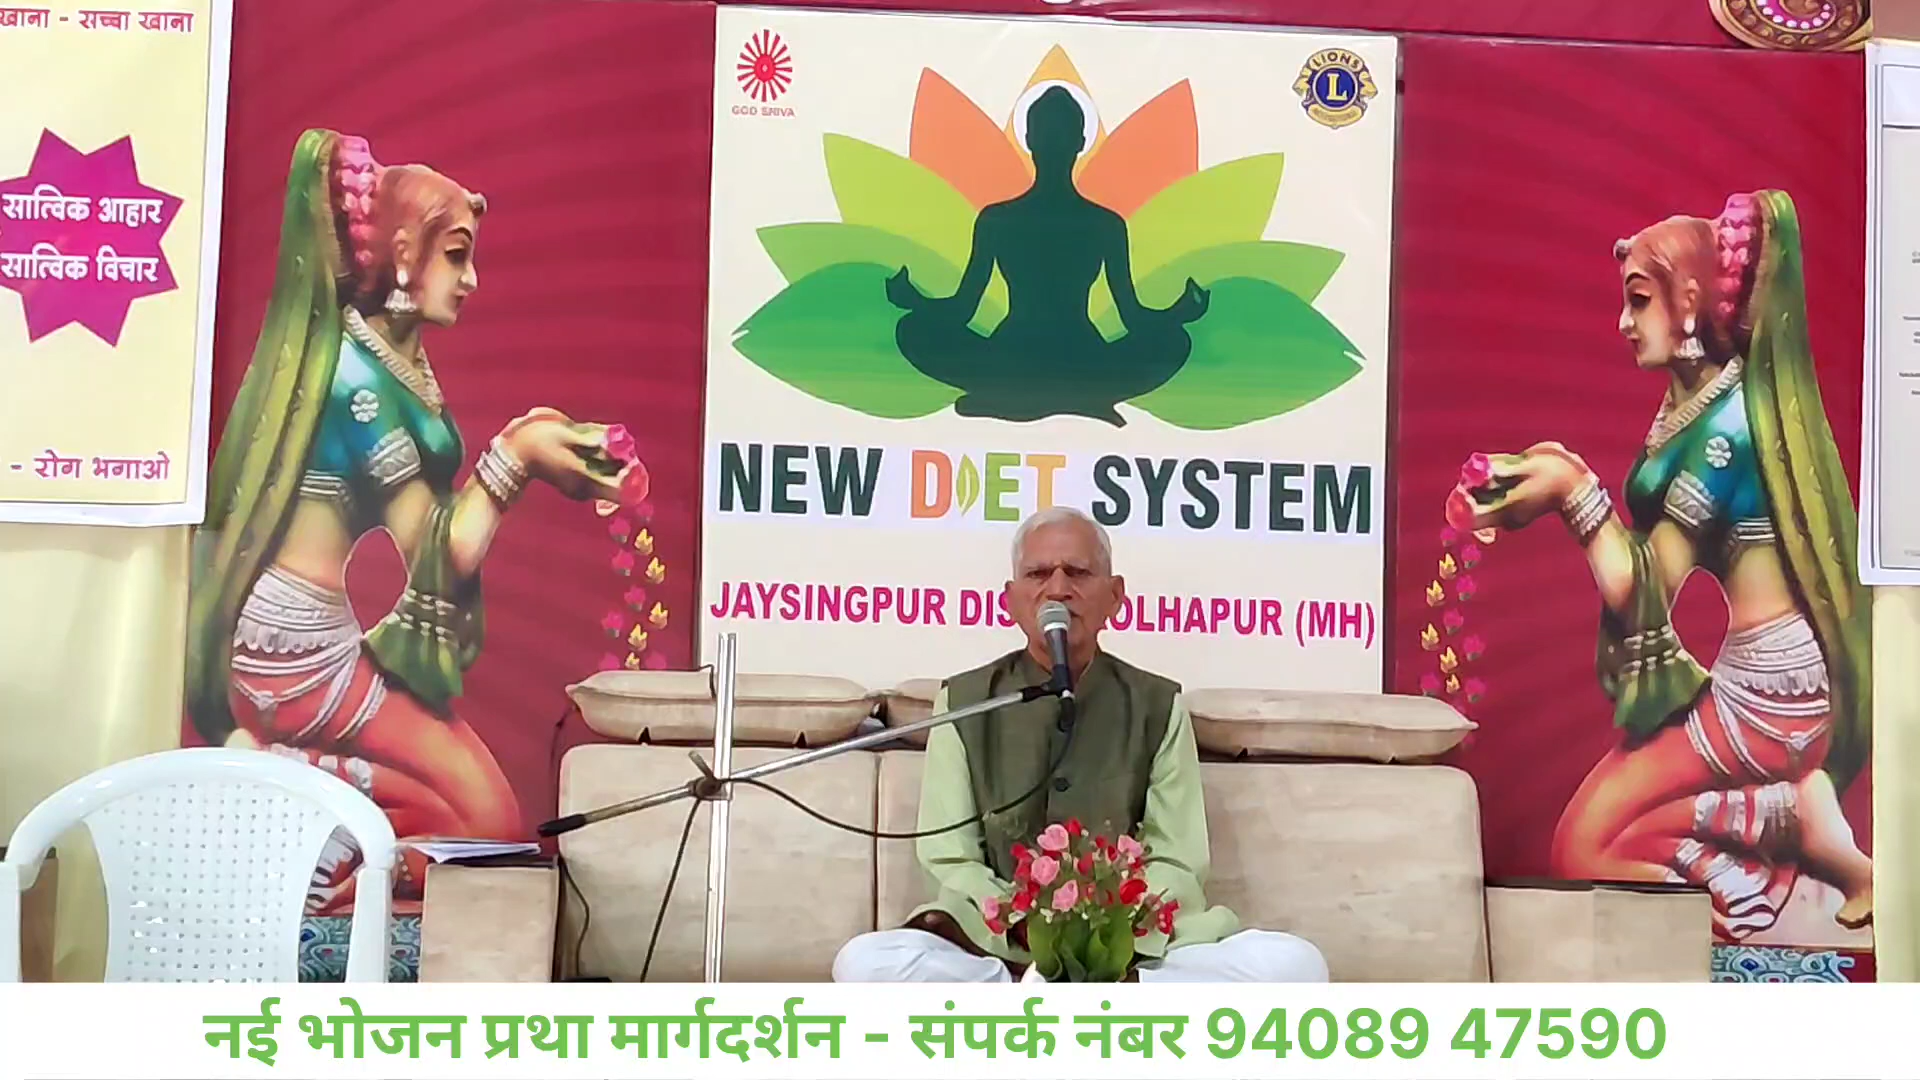 खाना - सच्चा खाना
सात्विक आहार
सात्विक विचार
- रोग भगाओ
GOD SHIVA
LIONS
L
INTERNATIONAL
NEW DIET SYSTEM
JAYSINGPUR DIS OLHAPUR (MH)
नई भोजन प्रथा मार्गदर्शन - संपर्क नंबर 94089 47590